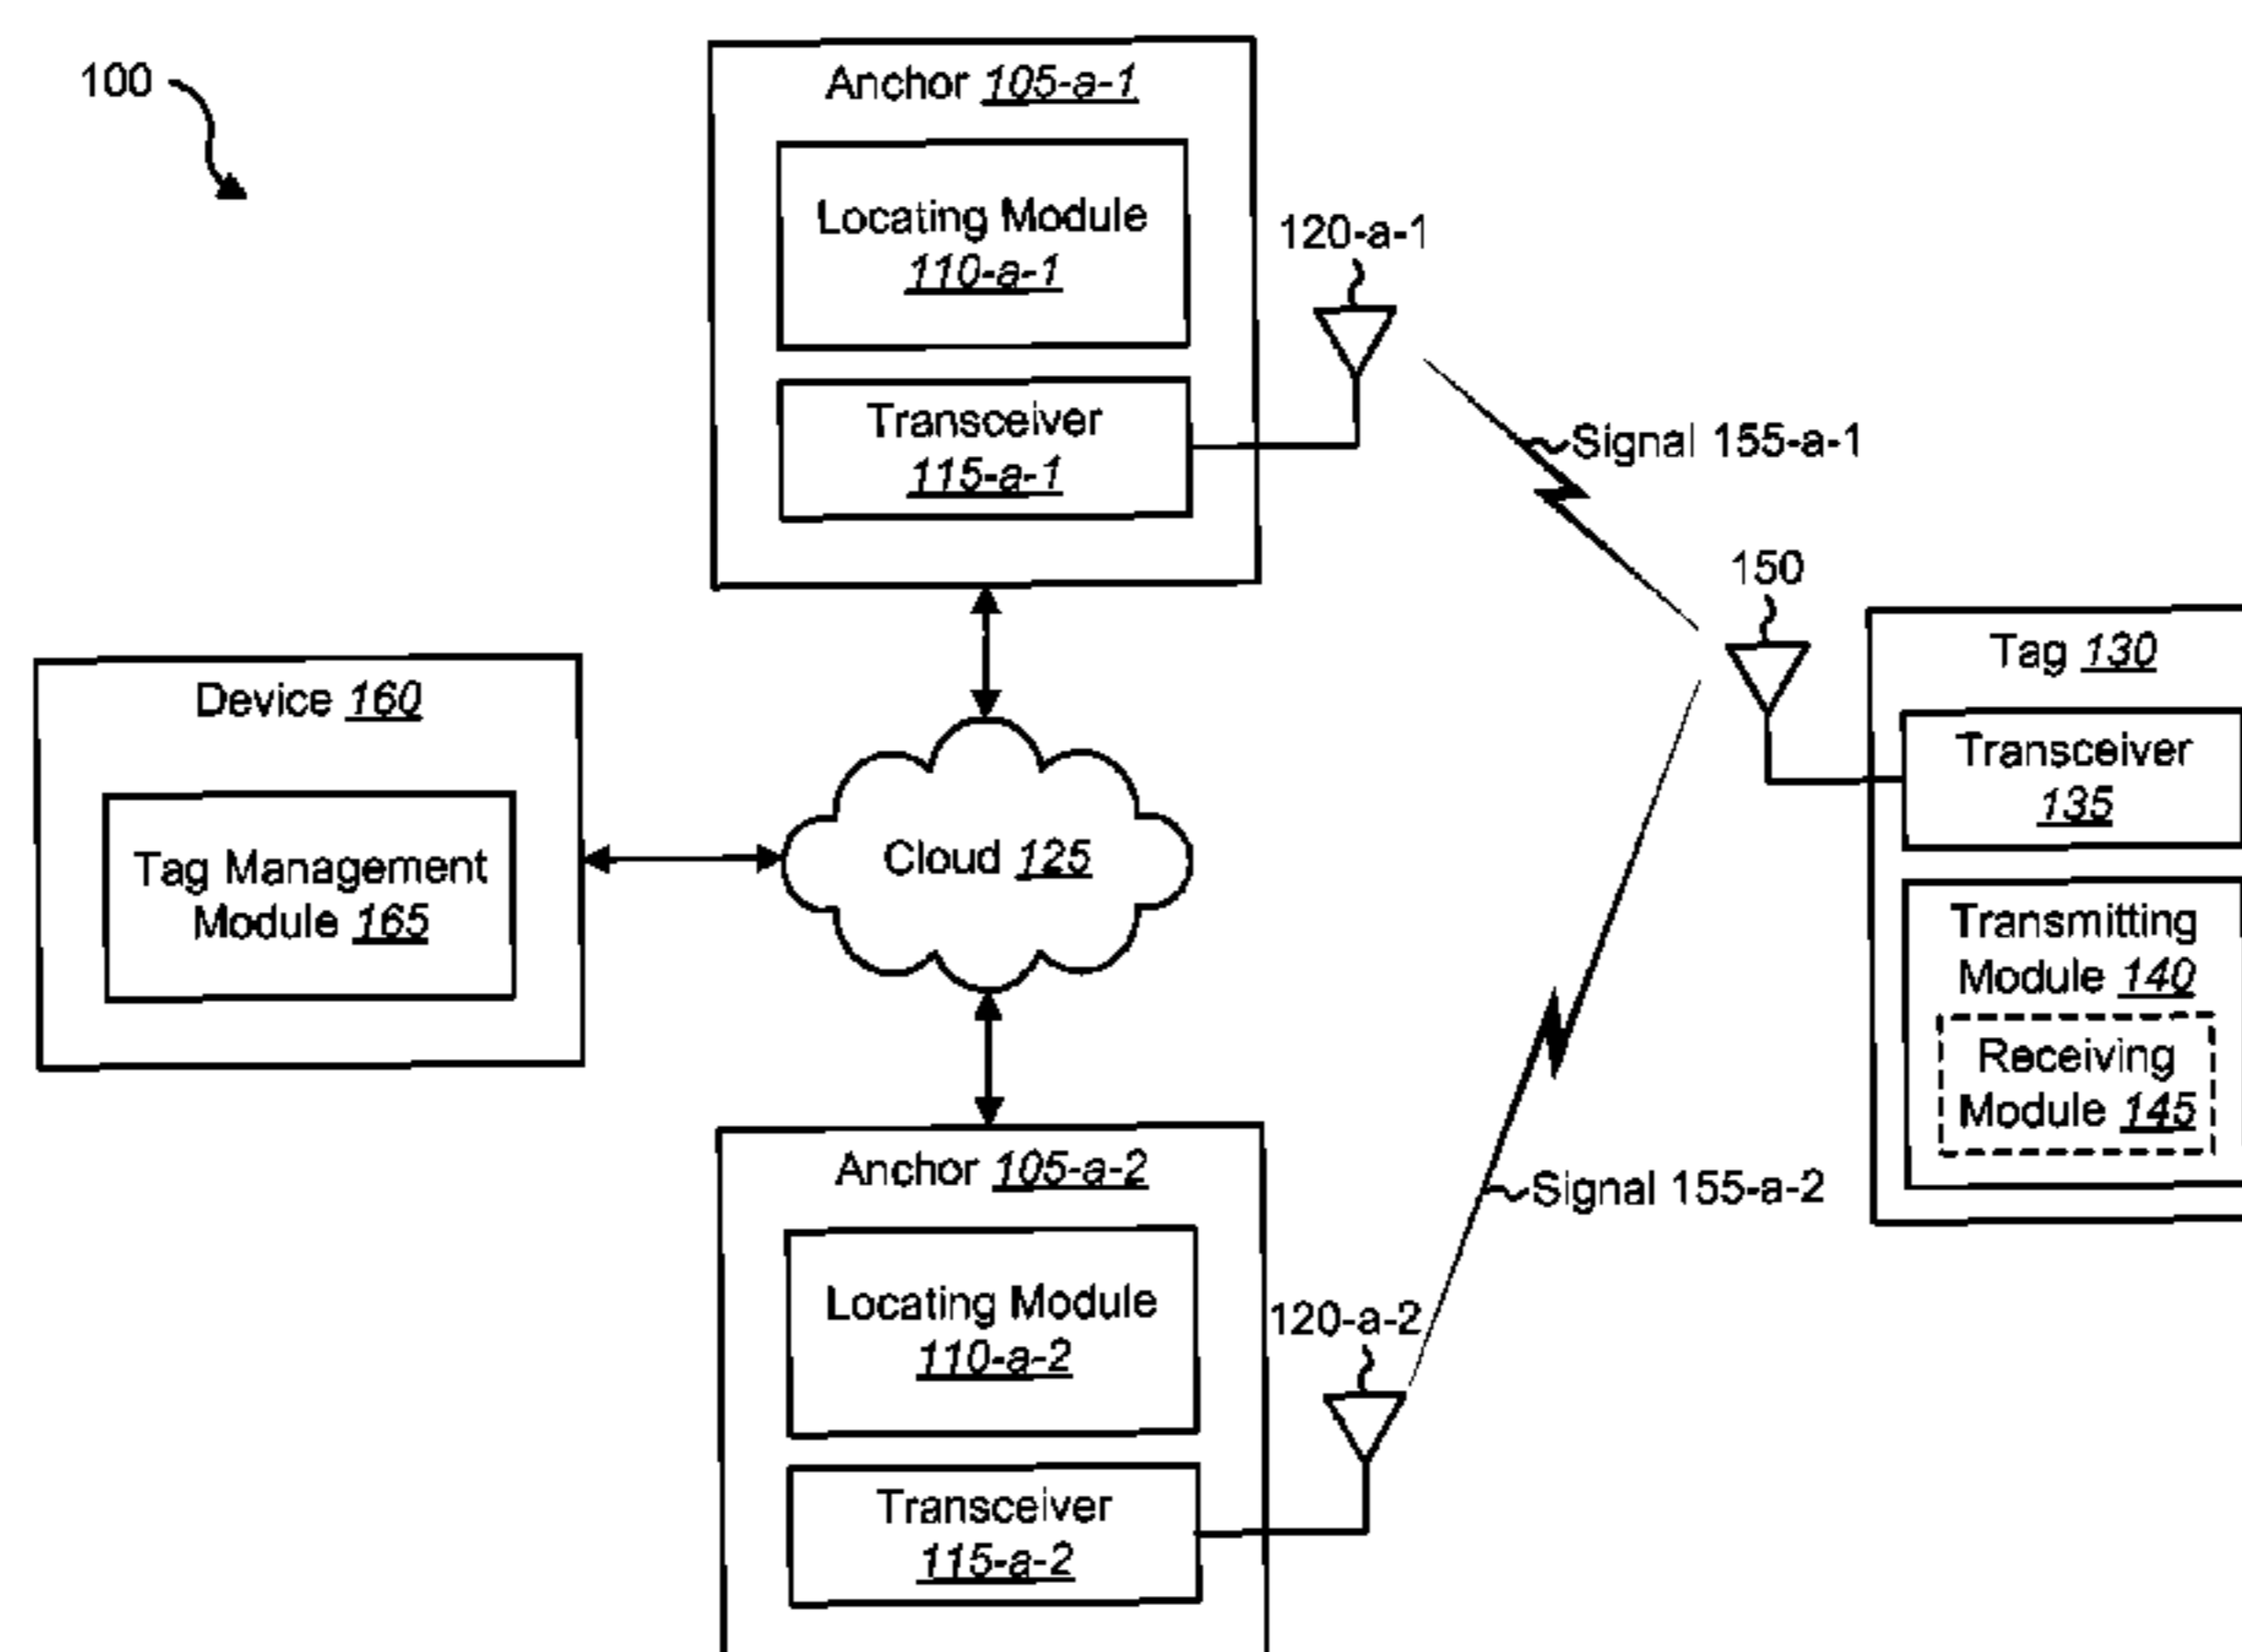 100
Anchor 105-a-1
Locating Module
110-a-1
Transceiver
115-a-1
120-a-1
Signal 155-a-1
150
Tag 130
Transceiver
135
Transmitting
Module 140
Receiving
Module 145
Device 160
Tag Management
Module 165
Cloud 125
Anchor 105-a-2
Locating Module
110-a-2
Transceiver
115-a-2
120-a-2
Signal 155-a-2